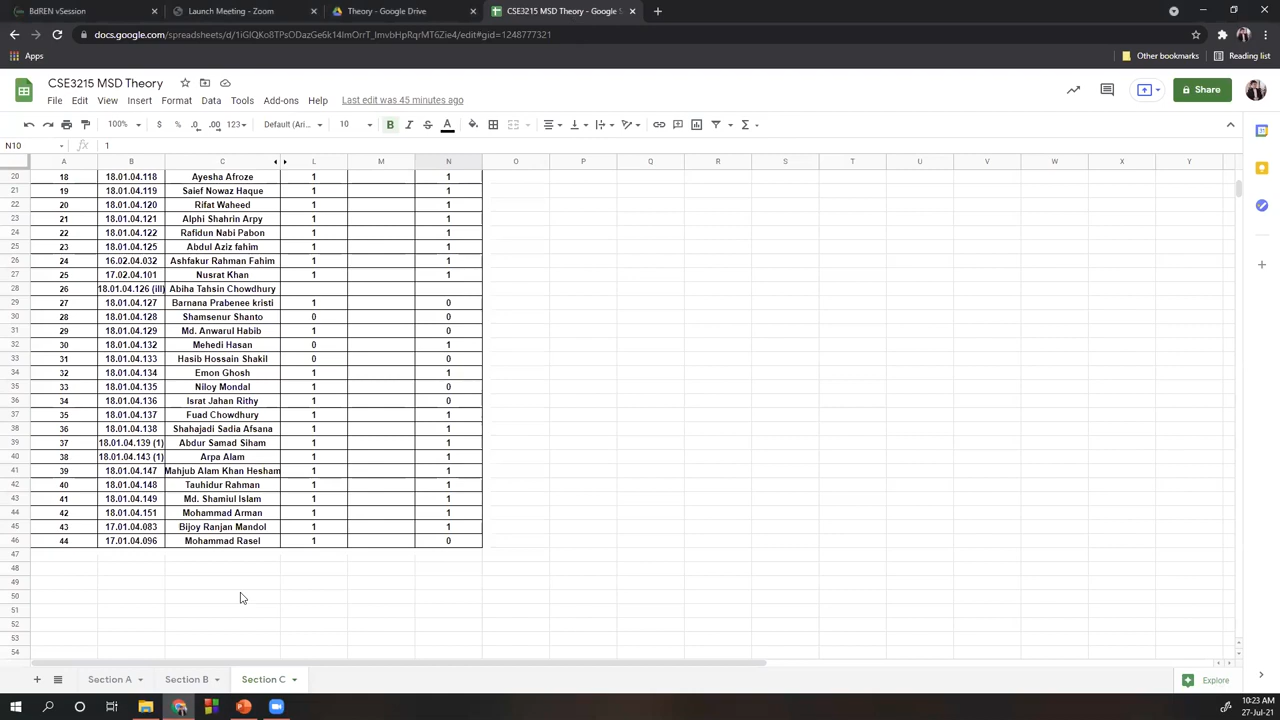 BdREN vSession
Launch Meeting - Zoom
Theory - Google Drive
CSE3215 MSD Theory - Google S
docs.google.com/spreadsheets/d/1iGlQKo8TPsODazGe6k14ImOrrT_ImvbHpRqrMT6Zie4/edit#gid=1248777321
Apps
Other bookmarks
Reading list
CSE3215 MSD Theory
File Edit View Insert Format Data Tools Add-ons Help Last edit was 45 minutes ago
Share
100% $ % .0 .00 123 Default (Ari... 10 B I S A
N10 fx 1
A B C L M N O P Q R S T U V W X Y
20 18 18.01.04.118 Ayesha Afroze 1 1
21 19 18.01.04.119 Saief Nowaz Haque 1 1
22 20 18.01.04.120 Rifat Waheed 1 1
23 21 18.01.04.121 Alphi Shahrin Arpy 1 1
24 22 18.01.04.122 Rafidun Nabi Pabon 1 1
25 23 18.01.04.125 Abdul Aziz fahim 1 1
26 24 16.02.04.032 Ashfakur Rahman Fahim 1 1
27 25 17.02.04.101 Nusrat Khan 1 1
28 26 18.01.04.126 (ill) Abiha Tahsin Chowdhury
29 27 18.01.04.127 Barnana Prabenee kristi 1 0
30 28 18.01.04.128 Shamsenur Shanto 0 0
31 29 18.01.04.129 Md. Anwarul Habib 1 0
32 30 18.01.04.132 Mehedi Hasan 0 1
33 31 18.01.04.133 Hasib Hossain Shakil 0 0
34 32 18.01.04.134 Emon Ghosh 1 1
35 33 18.01.04.135 Niloy Mondal 1 0
36 34 18.01.04.136 Israt Jahan Rithy 1 0
37 35 18.01.04.137 Fuad Chowdhury 1 1
38 36 18.01.04.138 Shahajadi Sadia Afsana 1 1
39 37 18.01.04.139 (1) Abdur Samad Siham 1 1
40 38 18.01.04.143 (1) Arpa Alam 1 1
41 39 18.01.04.147 Mahjub Alam Khan Hesham 1 1
42 40 18.01.04.148 Tauhidur Rahman 1 1
43 41 18.01.04.149 Md. Shamiul Islam 1 1
44 42 18.01.04.151 Mohammad Arman 1 1
45 43 17.01.04.083 Bijoy Ranjan Mandol 1 1
46 44 17.01.04.096 Mohammad Rasel 1 0
47
48
49
50
51
52
53
54
Section A
Section B
Section C
Explore
10:23 AM
27-Jul-21